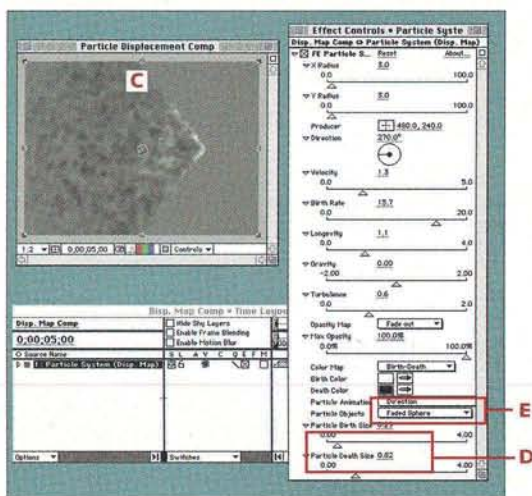 Particle Displacement Comp
C
1:2
0;00;05;00
Controls
Effect Controls • Particle Syste
Disp. Map Comp
Particle System (Disp. Map)
FE Particle S...
Reset
About...
X Radius
5.0
0.0
100.0
Y Radius
5.0
0.0
100.0
Producer
480.0, 240.0
Direction
270.0°
Velocity
1.3
0.0
5.0
Birth Rate
15.7
0.0
20.0
Longevity
1.1
0.0
4.0
Gravity
0.00
-2.00
2.00
Turbulence
0.6
0.0
2.0
Opacity Map
Fade out
Max Opacity
100.0%
0.0%
100.0%
Color Map
Birth-Death
Birth Color
Death Color
Particle Animation
Direction
Particle Objects
Faded Sphere
E
Particle Birth Size
0.00
4.00
D
Particle Death Size 0.82
0.00
4.00
Disp. Map Comp • Time Layou
Disp. Map Comp
Hide Shy Layers
Enable Frame Blending
Enable Motion Blur
0;00;05;00
Source Name
Particle System (Disp. Map)
Options
Switches